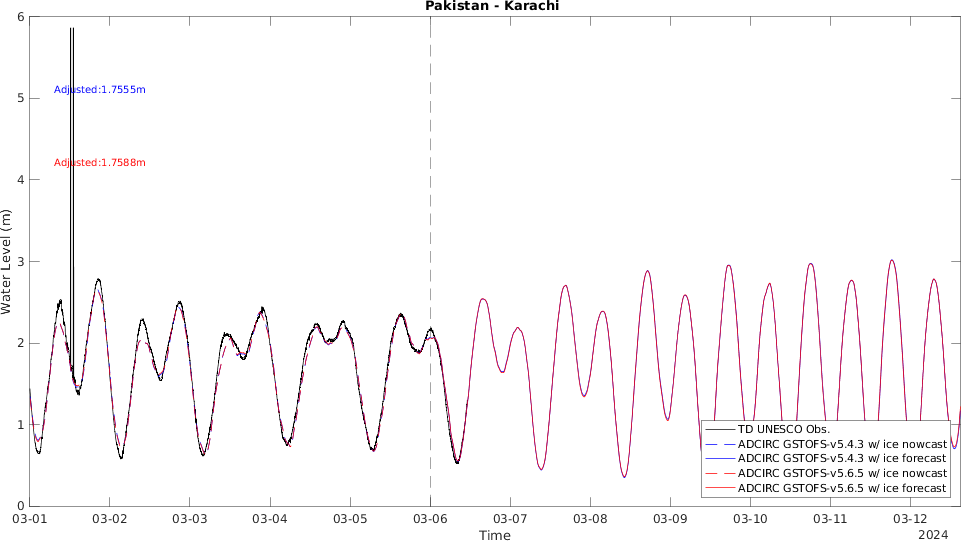 Pakistan - Karachi
6
5
4
3
2
1
0
Water Level (m)
Adjusted:1.7555m
Adjusted:1.7588m
TD UNESCO Obs.
ADCIRC GSTOFS-v5.4.3 w/ ice nowcast
ADCIRC GSTOFS-v5.4.3 w/ ice forecast
ADCIRC GSTOFS-v5.6.5 w/ ice nowcast
ADCIRC GSTOFS-v5.6.5 w/ ice forecast
03-01 03-02 03-03 03-04 03-05 03-06 03-07 03-08 03-09 03-10 03-11 03-12
Time
2024